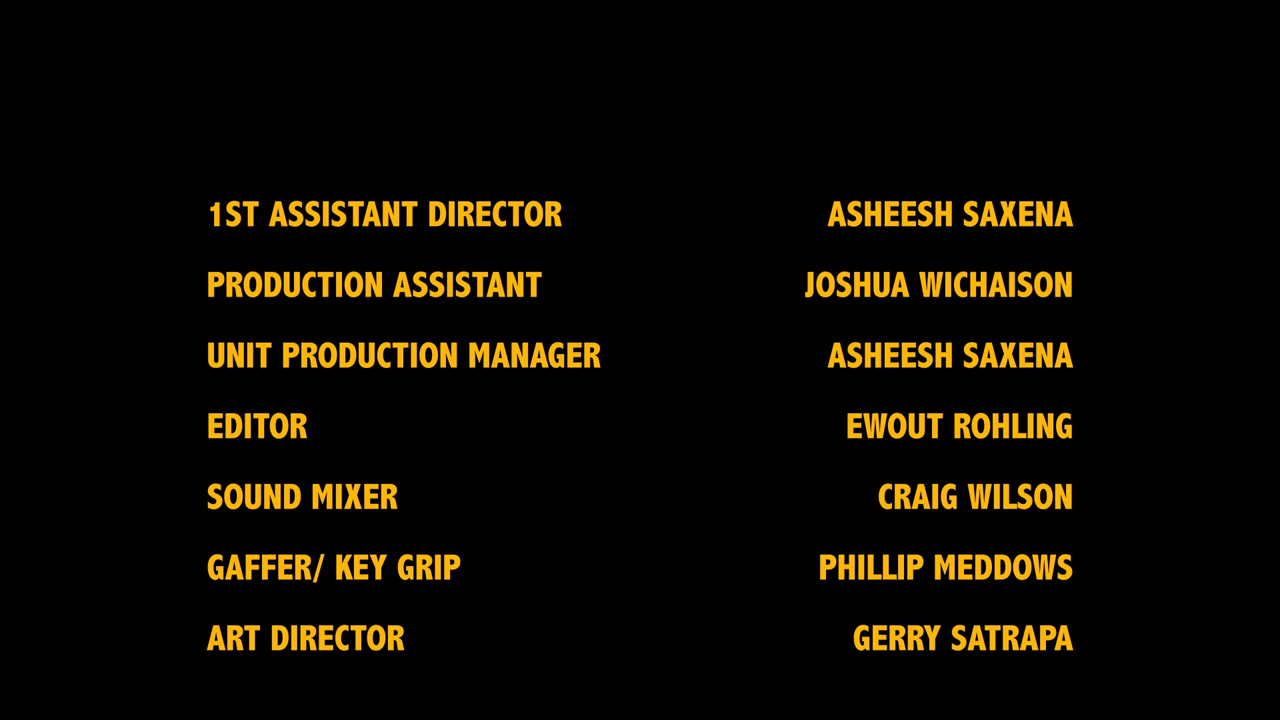 1ST ASSISTANT DIRECTOR ASHEESH SAXENA
PRODUCTION ASSISTANT JOSHUA WICHAISON
UNIT PRODUCTION MANAGER ASHEESH SAXENA
EDITOR EWOUT ROHLING
SOUND MIXER CRAIG WILSON
GAFFER/ KEY GRIP PHILLIP MEDDOWS
ART DIRECTOR GERRY SATRAPA